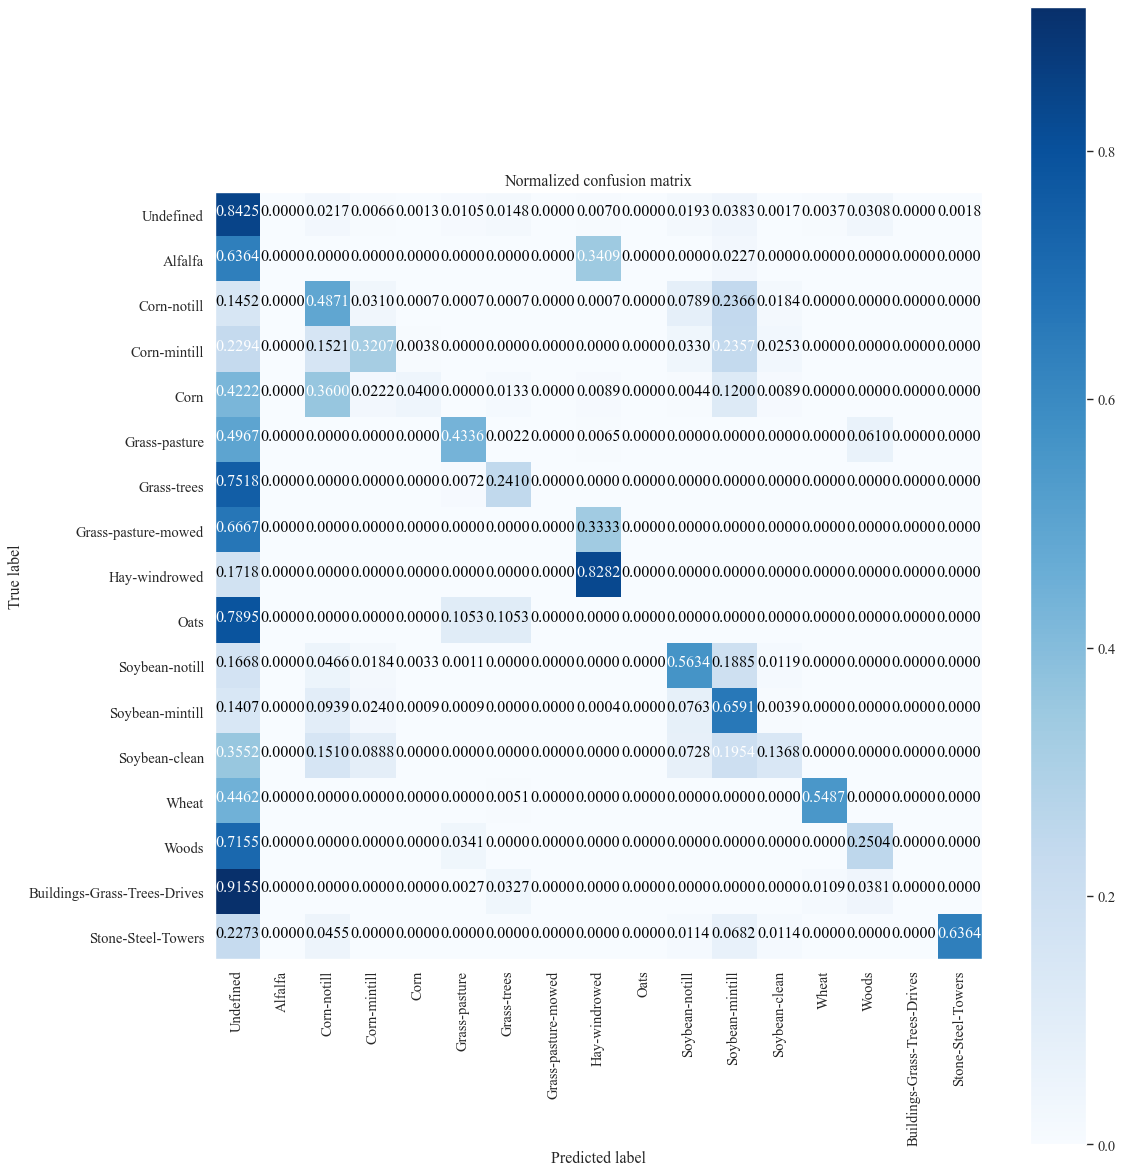 Normalized confusion matrix
Undefined 0.8425 0.0000 0.0217 0.0066 0.0013 0.0105 0.0148 0.0000 0.0070 0.0000 0.0193 0.0383 0.0017 0.0037 0.0308 0.0000 0.0018
Alfalfa 0.6364 0.0000 0.0000 0.0000 0.0000 0.0000 0.0000 0.0000 0.3409 0.0000 0.0000 0.0227 0.0000 0.0000 0.0000 0.0000 0.0000
Corn-notill 0.1452 0.0000 0.4871 0.0310 0.0007 0.0007 0.0007 0.0000 0.0007 0.0000 0.0789 0.2366 0.0184 0.0000 0.0000 0.0000 0.0000
Corn-mintill 0.2294 0.0000 0.1521 0.3207 0.0038 0.0000 0.0000 0.0000 0.0000 0.0000 0.0330 0.2357 0.0253 0.0000 0.0000 0.0000 0.0000
Corn 0.4222 0.0000 0.3600 0.0222 0.0400 0.0000 0.0133 0.0000 0.0089 0.0000 0.0044 0.1200 0.0089 0.0000 0.0000 0.0000 0.0000
Grass-pasture 0.4967 0.0000 0.0000 0.0000 0.0000 0.4336 0.0022 0.0000 0.0065 0.0000 0.0000 0.0000 0.0000 0.0000 0.0610 0.0000 0.0000
Grass-trees 0.7518 0.0000 0.0000 0.0000 0.0000 0.0072 0.2410 0.0000 0.0000 0.0000 0.0000 0.0000 0.0000 0.0000 0.0000 0.0000 0.0000
Grass-pasture-mowed 0.6667 0.0000 0.0000 0.0000 0.0000 0.0000 0.0000 0.0000 0.3333 0.0000 0.0000 0.0000 0.0000 0.0000 0.0000 0.0000 0.0000
Hay-windrowed 0.1718 0.0000 0.0000 0.0000 0.0000 0.0000 0.0000 0.0000 0.8282 0.0000 0.0000 0.0000 0.0000 0.0000 0.0000 0.0000 0.0000
Oats 0.7895 0.0000 0.0000 0.0000 0.0000 0.1053 0.1053 0.0000 0.0000 0.0000 0.0000 0.0000 0.0000 0.0000 0.0000 0.0000 0.0000
Soybean-notill 0.1668 0.0000 0.0466 0.0184 0.0033 0.0011 0.0000 0.0000 0.0000 0.0000 0.5634 0.1885 0.0119 0.0000 0.0000 0.0000 0.0000
Soybean-mintill 0.1407 0.0000 0.0939 0.0240 0.0009 0.0009 0.0000 0.0000 0.0004 0.0000 0.0763 0.6591 0.0039 0.0000 0.0000 0.0000 0.0000
Soybean-clean 0.3552 0.0000 0.1510 0.0888 0.0000 0.0000 0.0000 0.0000 0.0000 0.0000 0.0728 0.1954 0.1368 0.0000 0.0000 0.0000 0.0000
Wheat 0.4462 0.0000 0.0000 0.0000 0.0000 0.0000 0.0051 0.0000 0.0000 0.0000 0.0000 0.0000 0.0000 0.5487 0.0000 0.0000 0.0000
Woods 0.7155 0.0000 0.0000 0.0000 0.0000 0.0341 0.0000 0.0000 0.0000 0.0000 0.0000 0.0000 0.0000 0.0000 0.2504 0.0000 0.0000
Buildings-Grass-Trees-Drives 0.9155 0.0000 0.0000 0.0000 0.0000 0.0027 0.0327 0.0000 0.0000 0.0000 0.0000 0.0000 0.0000 0.0109 0.0381 0.0000 0.0000
Stone-Steel-Towers 0.2273 0.0000 0.0455 0.0000 0.0000 0.0000 0.0000 0.0000 0.0000 0.0000 0.0114 0.0682 0.0114 0.0000 0.0000 0.0000 0.6364
True label
Undefined
Alfalfa
Corn-notill
Corn-mintill
Corn
Grass-pasture
Grass-trees
Grass-pasture-mowed
Hay-windrowed
Oats
Soybean-notill
Soybean-mintill
Soybean-clean
Wheat
Woods
Buildings-Grass-Trees-Drives
Stone-Steel-Towers
Predicted label
0.8
0.6
0.4
0.2
0.0